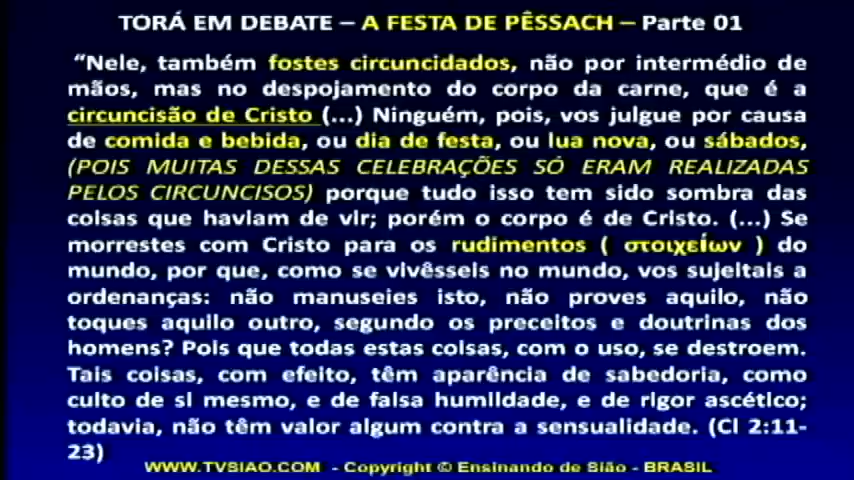 TORÁ EM DEBATE – A FESTA DE PÊSSACH – Parte 01
“Nele, também fostes circuncidados, não por intermédio de
mãos, mas no despojamento do corpo da carne, que é a
circuncisão de Cristo (...) Ninguém, pois, vos julgue por causa
de comida e bebida, ou dia de festa, ou lua nova, ou sábados,
(POIS MUITAS DESSAS CELEBRAÇÕES SÓ ERAM REALIZADAS
PELOS CIRCUNCISOS) porque tudo isso tem sido sombra das
coisas que haviam de vir; porém o corpo é de Cristo. (...) Se
morrestes com Cristo para os rudimentos ( στοιχείων ) do
mundo, por que, como se vivêsseis no mundo, vos sujeitais a
ordenanças: não manuseies isto, não proves aquilo, não
toques aquilo outro, segundo os preceitos e doutrinas dos
homens? Pois que todas estas coisas, com o uso, se destroem.
Tais coisas, com efeito, têm aparência de sabedoria, como
culto de si mesmo, e de falsa humildade, e de rigor ascético;
todavia, não têm valor algum contra a sensualidade. (Cl 2:11-
23)
WWW.TVSIAO.COM - Copyright © Ensinando de Sião - BRASIL